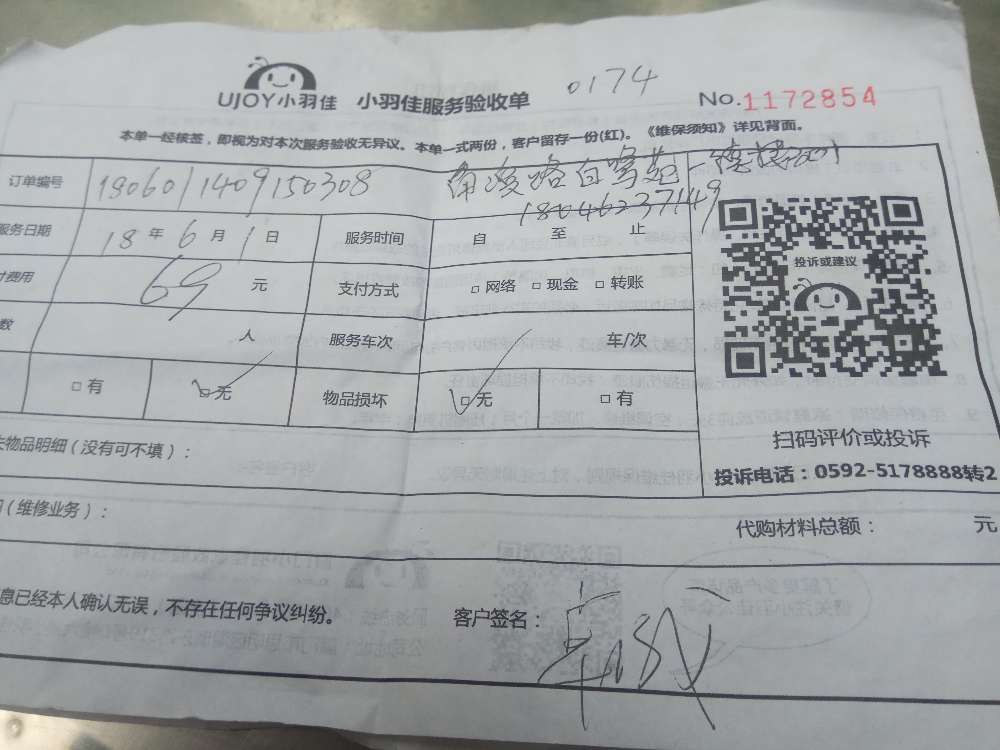 UJOY小羽佳 小羽佳服务验收单 0174 No.1172854
本单一经核签，即视为对本次服务验收无异议。本单一式两份，客户留存一份(红)。《维保须知》详见背面。
订单编号 180601409150308
18046237149
服务日期 18 年 6 月 1 日 服务时间 自 至 止
付费用 69 元 支付方式 □网络 □现金 □转账
投诉或建议
数 人 服务车次 车/次
□有 □无 物品损坏 □无 □有
扫码评价或投诉
物品明细（没有可不填）：
投诉电话：0592-5178888转2
（维修业务）：
代购材料总额： 元
息已经本人确认无误，不存在任何争议纠纷。 客户签名：